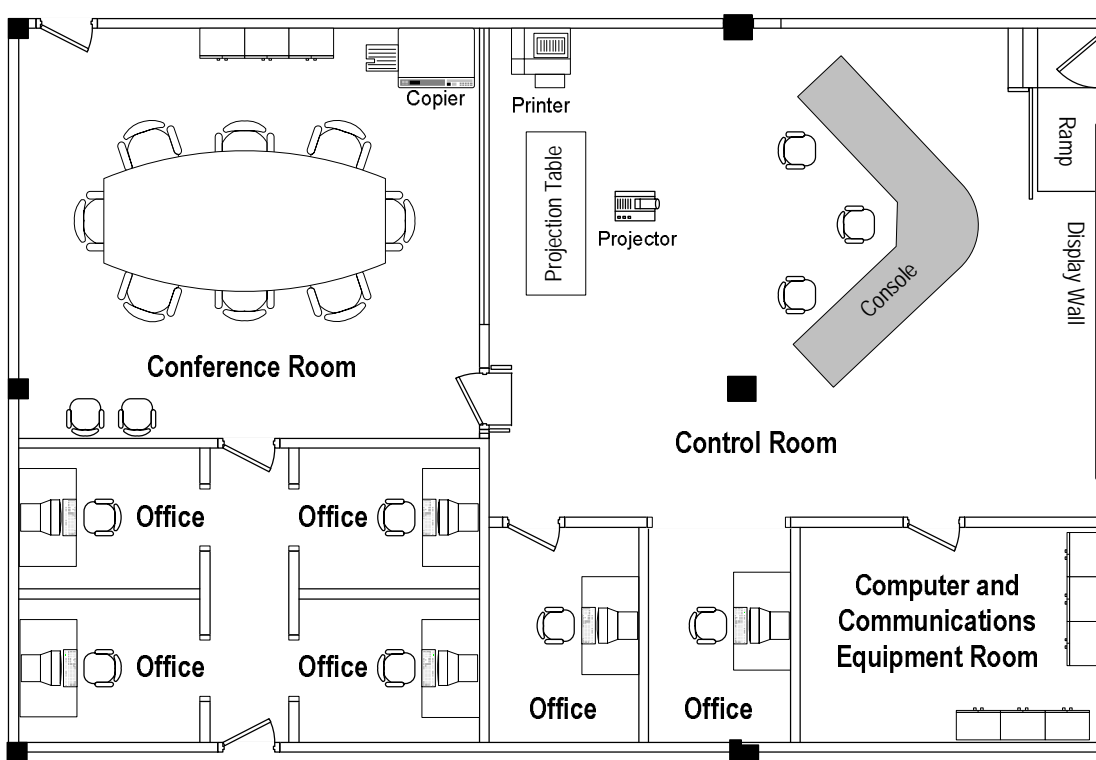 Copier
Printer
Ramp
Projection Table
Projector
Display Wall
Console
Conference Room
Control Room
Office
Office
Computer and
Communications
Equipment Room
Office
Office
Office
Office